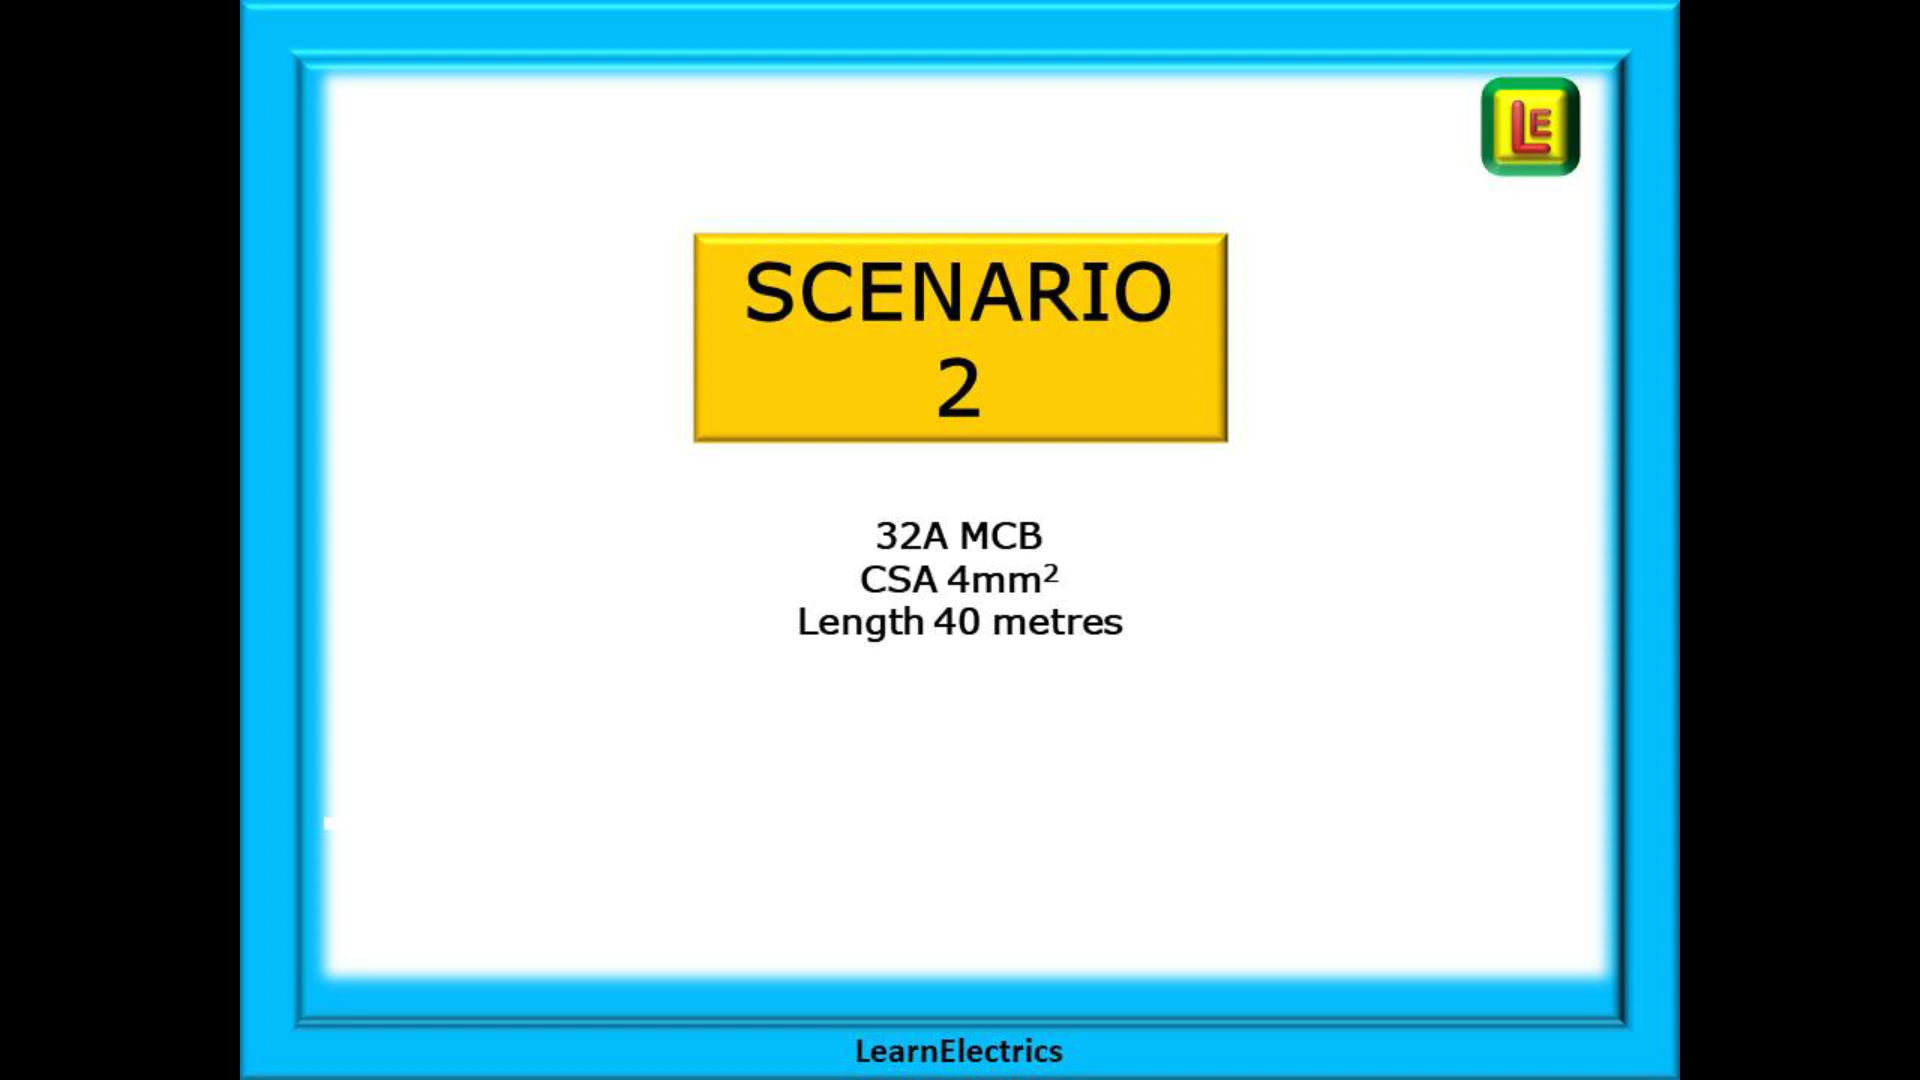 LE
SCENARIO
2
32A MCB
CSA 4mm²
Length 40 metres
LearnElectrics